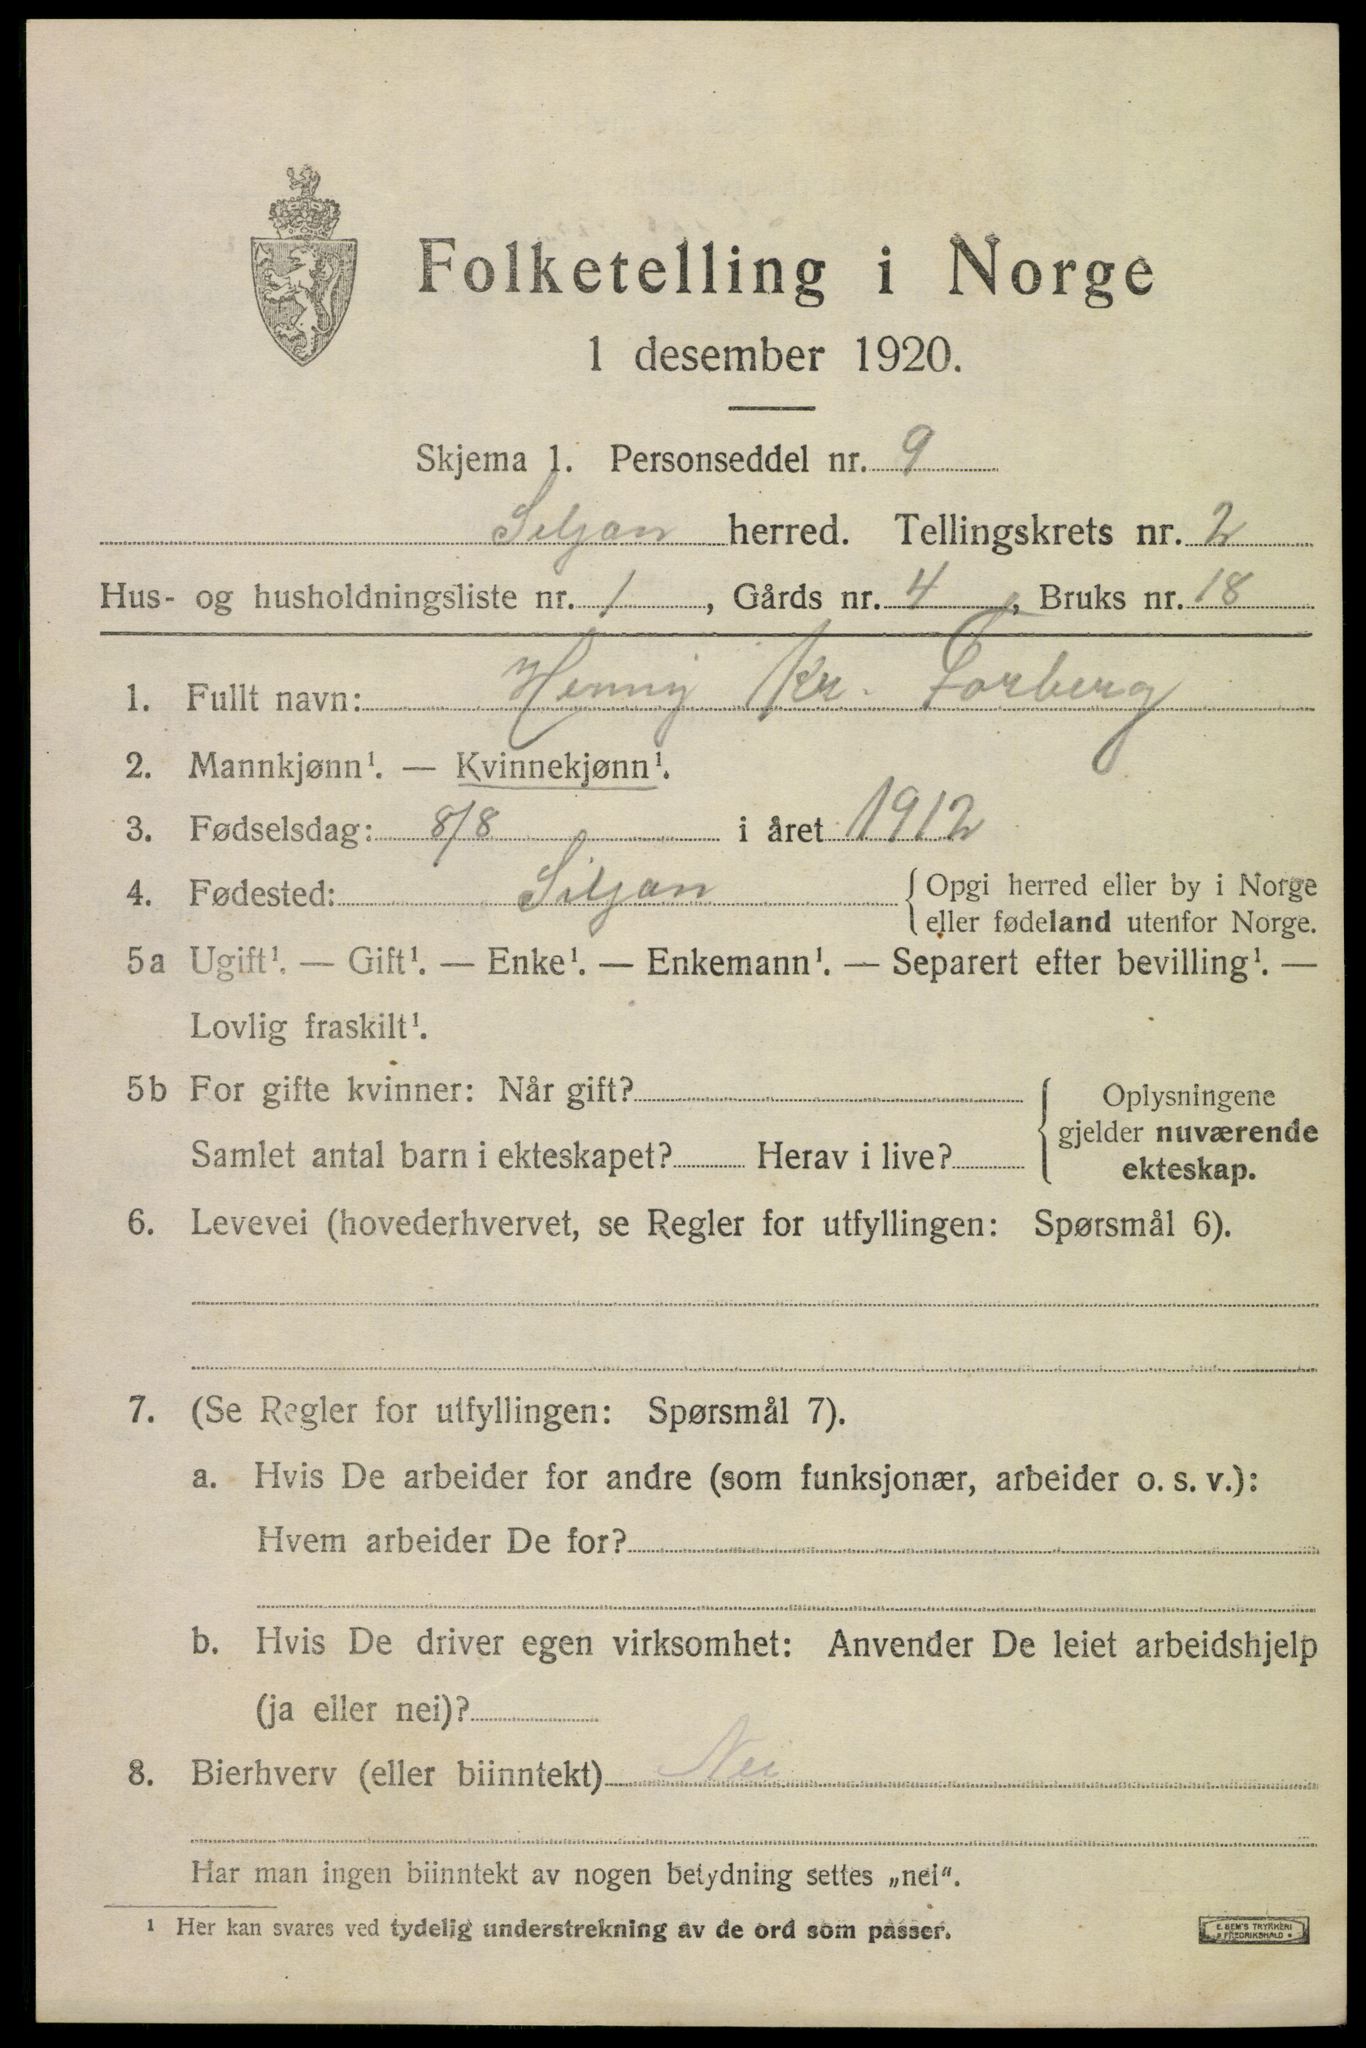 Folketelling i Norge
1 desember 1920.
Skjema 1. Personseddel nr. 9
Siljan herred. Tellingskrets nr. 2
Hus- og husholdningsliste nr. 1, Gårds nr. 4, Bruks nr. 18
1. Fullt navn: Henny Kr. Forberg
2. Mannkjønn¹. — Kvinnekjønn¹.
3. Fødselsdag: 8/8 i året 1912
4. Fødested: Siljan { Opgi herred eller by i Norge
eller fødeland utenfor Norge.
5a Ugift¹. — Gift¹. — Enke¹. — Enkemann¹. — Separert efter bevilling¹. —
Lovlig fraskilt¹.
5b For gifte kvinner: Når gift?
Samlet antal barn i ekteskapet? Herav i live?
Oplysningene
gjelder nuværende
ekteskap.
6. Levevei (hovederhvervet, se Regler for utfyllingen: Spørsmål 6).
7. (Se Regler for utfyllingen: Spørsmål 7).
a. Hvis De arbeider for andre (som funksjonær, arbeider o. s. v.):
Hvem arbeider De for?
b. Hvis De driver egen virksomhet: Anvender De leiet arbeidshjelp
(ja eller nei)?
8. Bierhverv (eller biinntekt) Nei
Har man ingen biinntekt av nogen betydning settes „nei“.
¹ Her kan svares ved tydelig understrekning av de ord som passer.
E. SEM'S TRYKKERI
FREDRIKSHALD